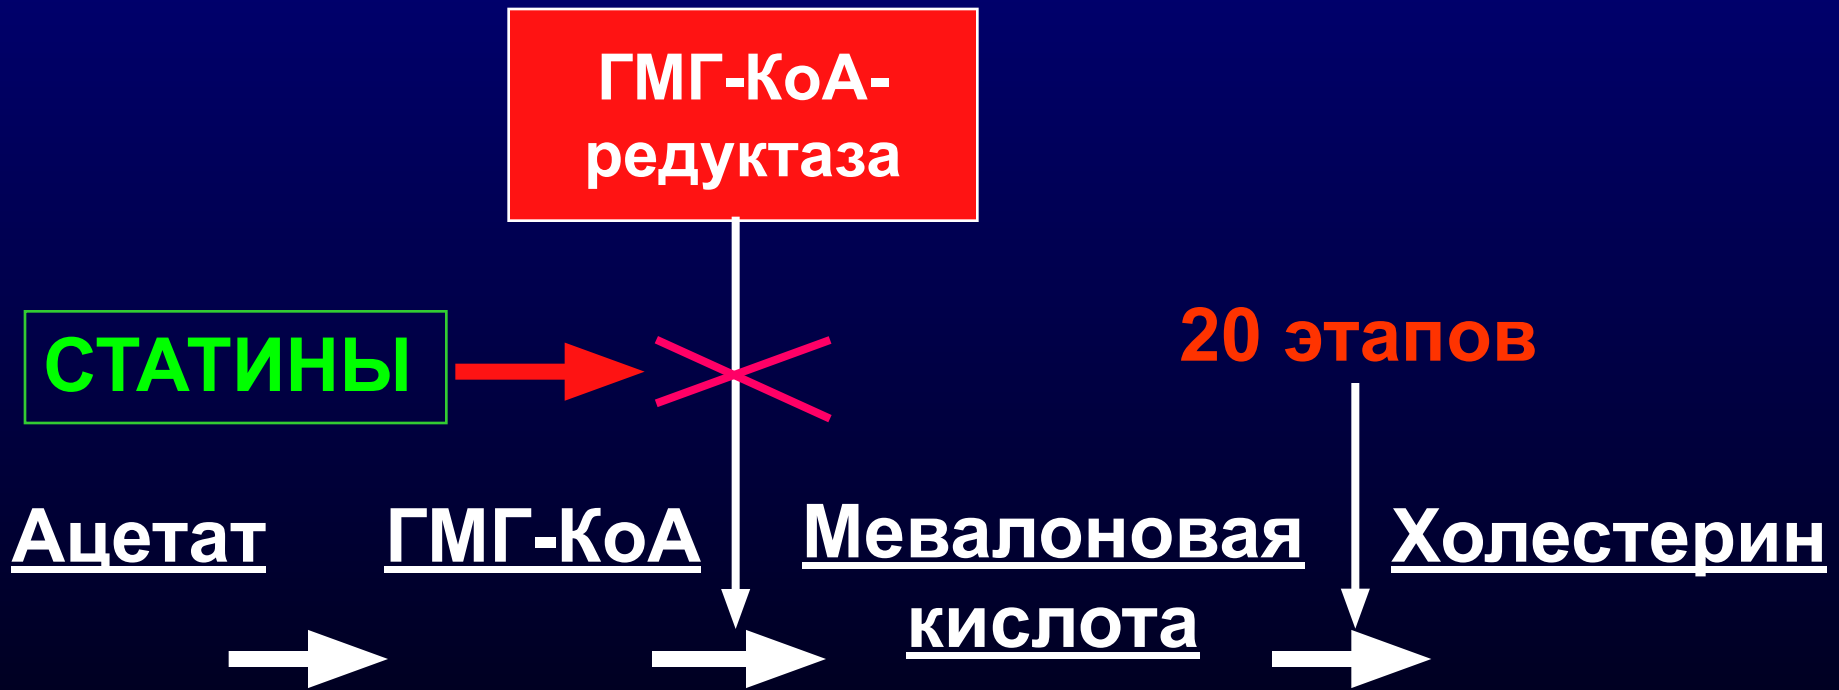 ГМГ-КоА-
редуктаза
СТАТИНЫ
20 этапов
Ацетат
ГМГ-КоА
Мевалоновая
кислота
Холестерин